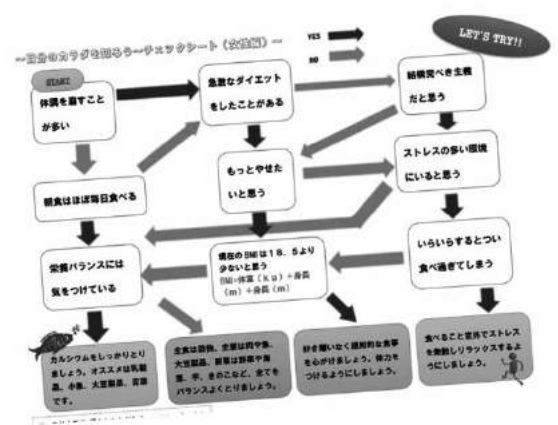 ~自分のカラダを知ろう~チェックシート（女性編）~
YES
NO
LET'S TRY!!
START
体調を崩すこと
が多い
急激なダイエット
をしたことがある
結構完ぺき主義
だと思う
朝食はほぼ毎日食べる
もっとやせた
いと思う
ストレスの多い環境
にいると思う
栄養バランスには
気をつけている
現在のBMIは18.5より
少ないと思う
BMI=体重(Kg)÷身長
(m)÷身長(m)
いらいらするとつい
食べ過ぎてしまう
カルシウムをしっかりとり
ましょう。オススメは乳製
品、小魚、大豆製品、青菜
です。
主食は穀物、主菜は肉や魚、
大豆製品、副菜は野菜や海
藻、芋、きのこなど、全てを
バランスよくとりましょう。
好き嫌いなく規則的な食事
を心がけましょう。体力を
つけるようにしましょう。
食べること以外でストレス
を発散しリラックスするよ
うにしましょう。